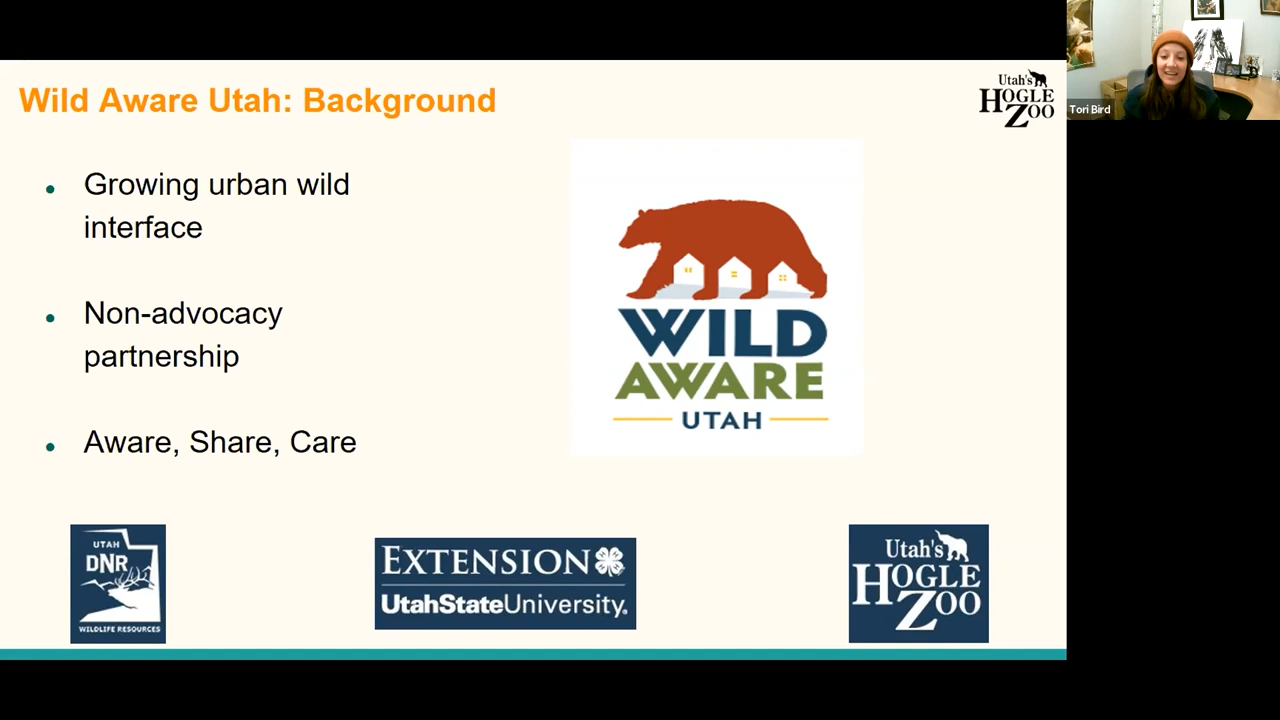 Wild Aware Utah: Background
Utah's
HOGLE
ZOO
Tori Bird
Growing urban wild
interface
Non-advocacy
partnership
Aware, Share, Care
WILD
AWARE
UTAH
UTAH
DNR
WILDLIFE RESOURCES
EXTENSION
UtahStateUniversity.
Utah's
HOGLE
ZOO